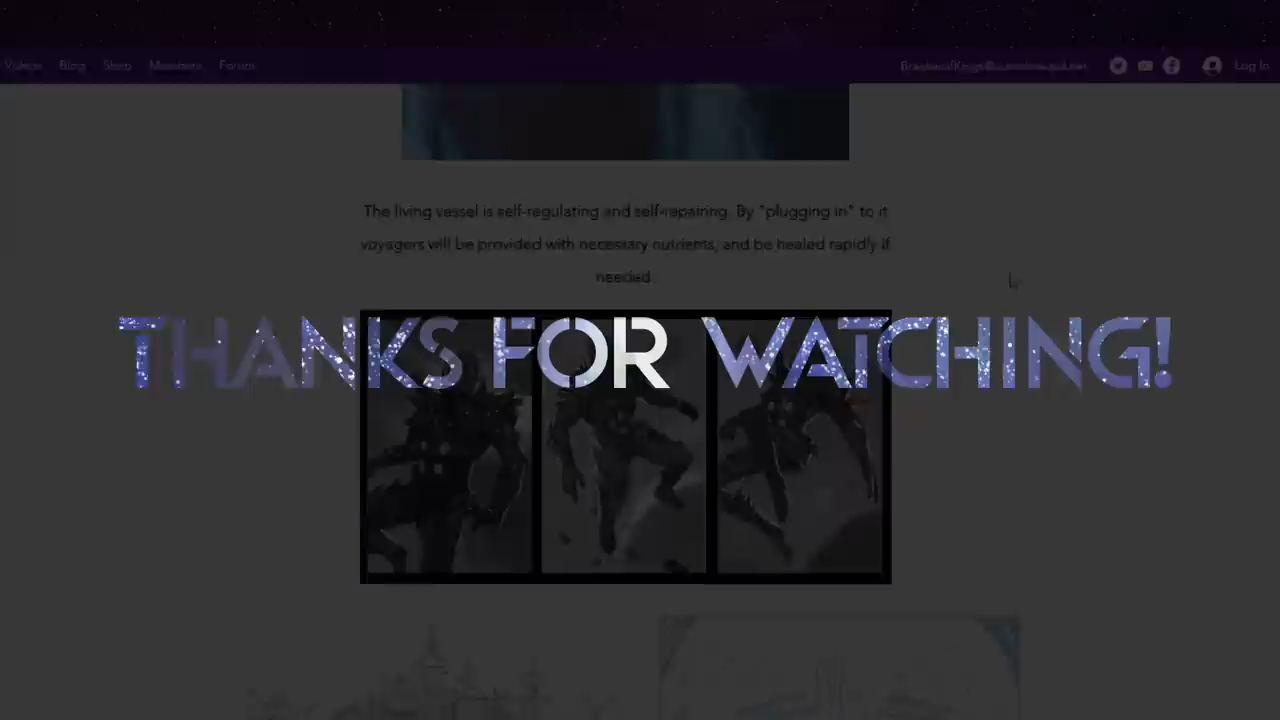 Videos Blog Shop Members Forum Log In
The living vessel is self-regulating and self-repairing. By "plugging in" to it
voyagers will be provided with necessary nutrients, and be healed rapidly if
needed.
THANKS FOR WATCHING!